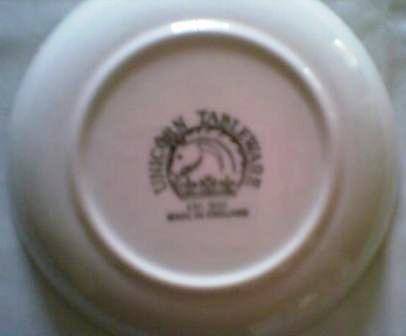 UNICORN TABLEWARE
MADE IN ENGLAND